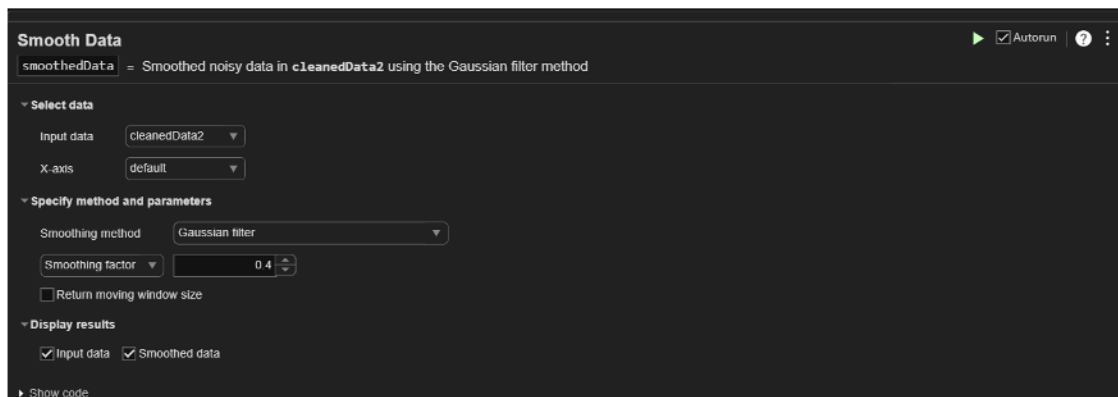 Smooth Data
Autorun
?
smoothedData = Smoothed noisy data in cleanedData2 using the Gaussian filter method
Select data
Input data cleanedData2
X-axis default
Specify method and parameters
Smoothing method Gaussian filter
Smoothing factor 0.4
Return moving window size
Display results
Input data Smoothed data
Show code